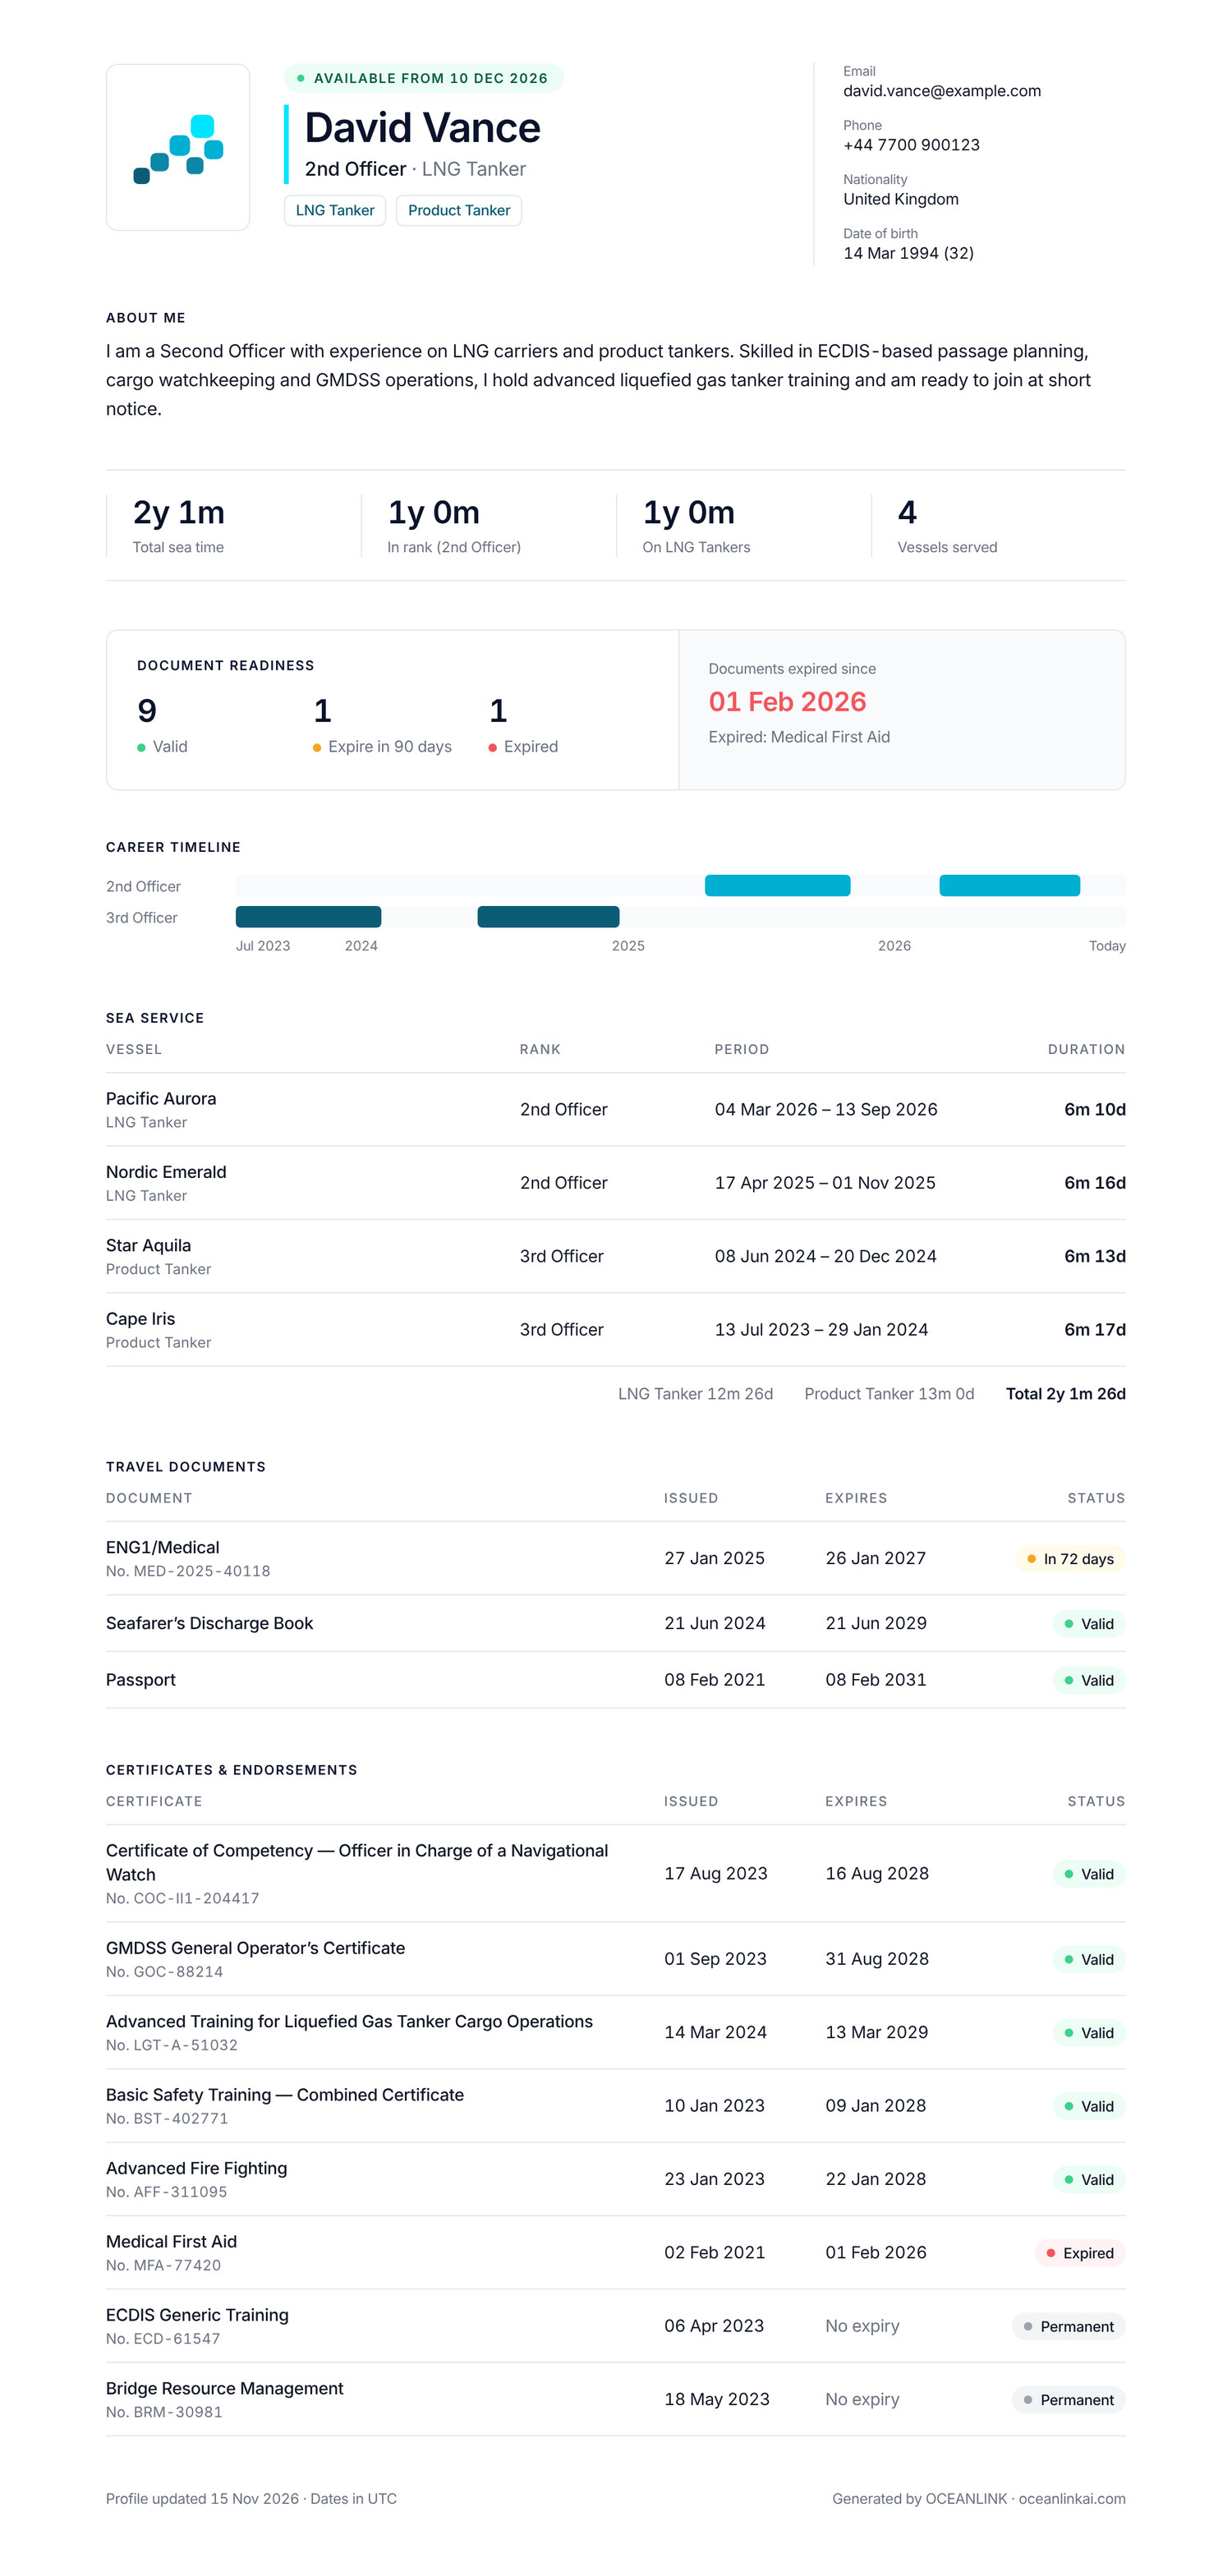 AVAILABLE FROM 10 DEC 2026
David Vance
2nd Officer · LNG Tanker
LNG Tanker Product Tanker
Email
david.vance@example.com
Phone
+44 7700 900123
Nationality
United Kingdom
Date of birth
14 Mar 1994 (32)
ABOUT ME
I am a Second Officer with experience on LNG carriers and product tankers. Skilled in ECDIS-based passage planning,
cargo watchkeeping and GMDSS operations, I hold advanced liquefied gas tanker training and am ready to join at short
notice.
2y 1m
Total sea time
1y 0m
In rank (2nd Officer)
1y 0m
On LNG Tankers
4
Vessels served
DOCUMENT READINESS
9
Valid
1
Expire in 90 days
1
Expired
Documents expired since
01 Feb 2026
Expired: Medical First Aid
CAREER TIMELINE
2nd Officer
3rd Officer
Jul 2023 2024 2025 2026 Today
SEA SERVICE
VESSEL RANK PERIOD DURATION
Pacific Aurora
LNG Tanker
2nd Officer 04 Mar 2026 – 13 Sep 2026 6m 10d
Nordic Emerald
LNG Tanker
2nd Officer 17 Apr 2025 – 01 Nov 2025 6m 16d
Star Aquila
Product Tanker
3rd Officer 08 Jun 2024 – 20 Dec 2024 6m 13d
Cape Iris
Product Tanker
3rd Officer 13 Jul 2023 – 29 Jan 2024 6m 17d
LNG Tanker 12m 26d Product Tanker 13m 0d Total 2y 1m 26d
TRAVEL DOCUMENTS
DOCUMENT ISSUED EXPIRES STATUS
ENG1/Medical
No. MED-2025-40118
27 Jan 2025 26 Jan 2027 In 72 days
Seafarer’s Discharge Book 21 Jun 2024 21 Jun 2029 Valid
Passport 08 Feb 2021 08 Feb 2031 Valid
CERTIFICATES & ENDORSEMENTS
CERTIFICATE ISSUED EXPIRES STATUS
Certificate of Competency — Officer in Charge of a Navigational
Watch
No. COC-II1-204417
17 Aug 2023 16 Aug 2028 Valid
GMDSS General Operator’s Certificate
No. GOC-88214
01 Sep 2023 31 Aug 2028 Valid
Advanced Training for Liquefied Gas Tanker Cargo Operations
No. LGT-A-51032
14 Mar 2024 13 Mar 2029 Valid
Basic Safety Training — Combined Certificate
No. BST-402771
10 Jan 2023 09 Jan 2028 Valid
Advanced Fire Fighting
No. AFF-311095
23 Jan 2023 22 Jan 2028 Valid
Medical First Aid
No. MFA-77420
02 Feb 2021 01 Feb 2026 Expired
ECDIS Generic Training
No. ECD-61547
06 Apr 2023 No expiry Permanent
Bridge Resource Management
No. BRM-30981
18 May 2023 No expiry Permanent
Profile updated 15 Nov 2026 · Dates in UTC
Generated by OCEANLINK · oceanlinkai.com